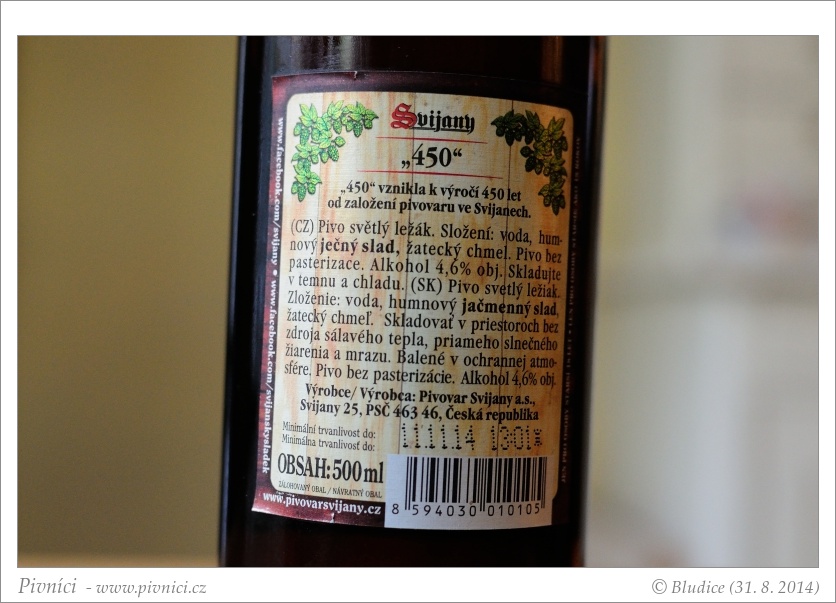 Svijany
„450“
„450“ vznikla k výročí 450 let
od založení pivovaru ve Svijanech.
(CZ) Pivo světlý ležák. Složení: voda, hum-
nový ječný slad, žatecký chmel. Pivo bez
pasterizace. Alkohol 4,6% obj. Skladujte
v temnu a chladu. (SK) Pivo svetlý ležiak.
Zloženie: voda, humnový jačmenný slad,
žatecký chmeľ. Skladovať v priestoroch bez
zdroja sálavého tepla, priameho slnečného
žiarenia a mrazu. Balené v ochrannej atmo-
sfére. Pivo bez pasterizácie. Alkohol 4,6% obj.
Výrobce/ Výrobca: Pivovar Svijany a.s.,
Svijany 25, PSČ 463 46, Česká republika
Minimální trvanlivost do:
Minimálna trvanlivosť do:
11.11.14
OBSAH: 500 ml
ZÁLOHOVANÝ OBAL / NÁVRATNÝ OBAL
www.pivovarsvijany.cz
8 594030 010105
www.facebook.com/svijany • www.facebook.com/svijanskysladek
Pivníci - www.pivnici.cz
© Bludice (31. 8. 2014)